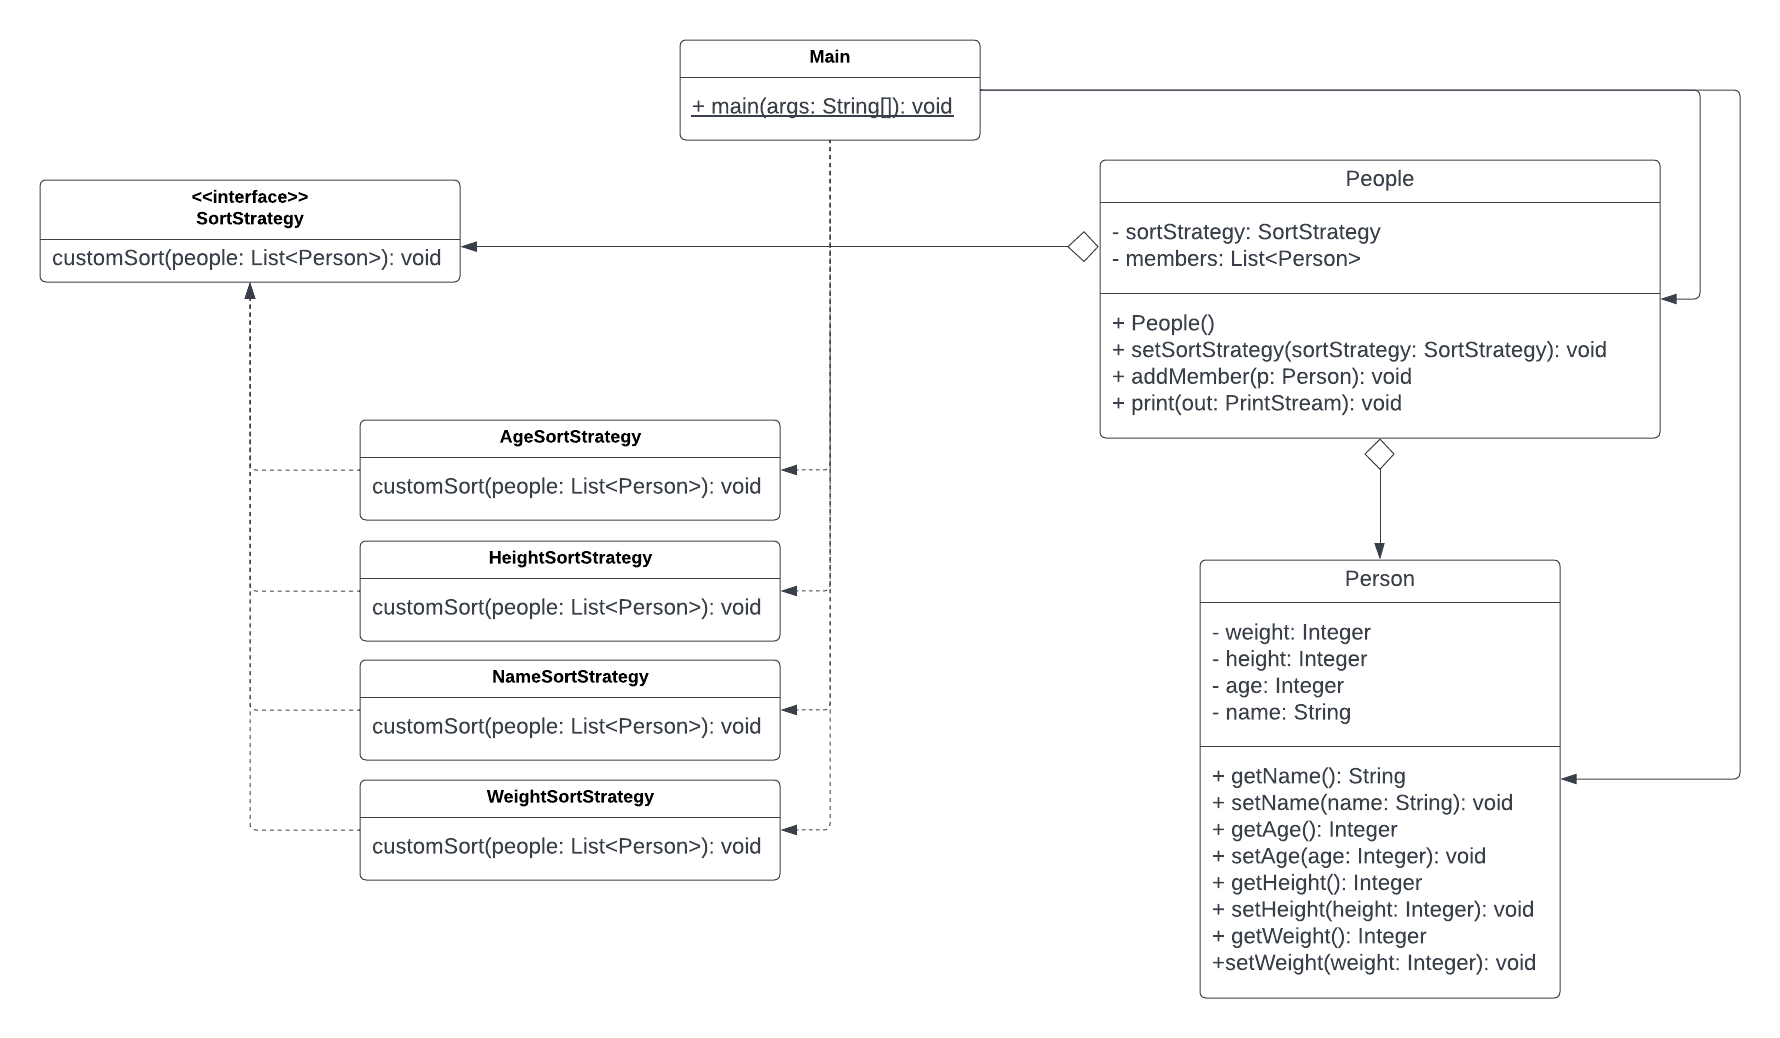 Main
+ main(args: String[]): void
<<interface>>
SortStrategy
customSort(people: List<Person>): void
People
- sortStrategy: SortStrategy
- members: List<Person>
+ People()
+ setSortStrategy(sortStrategy: SortStrategy): void
+ addMember(p: Person): void
+ print(out: PrintStream): void
AgeSortStrategy
customSort(people: List<Person>): void
HeightSortStrategy
customSort(people: List<Person>): void
NameSortStrategy
customSort(people: List<Person>): void
WeightSortStrategy
customSort(people: List<Person>): void
Person
- weight: Integer
- height: Integer
- age: Integer
- name: String
+ getName(): String
+ setName(name: String): void
+ getAge(): Integer
+ setAge(age: Integer): void
+ getHeight(): Integer
+ setHeight(height: Integer): void
+ getWeight(): Integer
+setWeight(weight: Integer): void